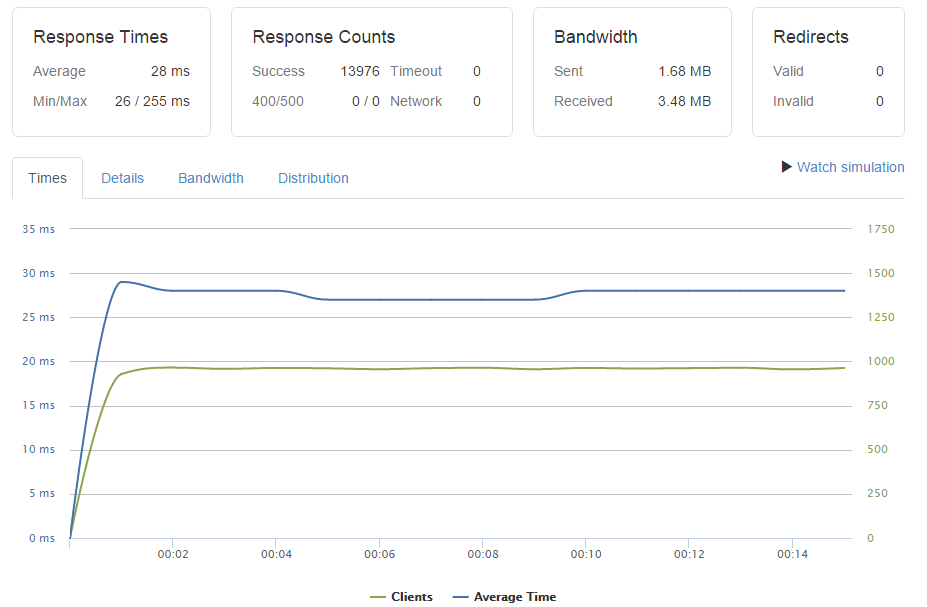 Response Times
Average 28 ms
Min/Max 26 / 255 ms
Response Counts
Success 13976 Timeout 0
400/500 0 / 0 Network 0
Bandwidth
Sent 1.68 MB
Received 3.48 MB
Redirects
Valid 0
Invalid 0
Times Details Bandwidth Distribution
Watch simulation
35 ms 1750
30 ms 1500
25 ms 1250
20 ms 1000
15 ms 750
10 ms 500
5 ms 250
0 ms 0
00:02 00:04 00:06 00:08 00:10 00:12 00:14
Clients Average Time